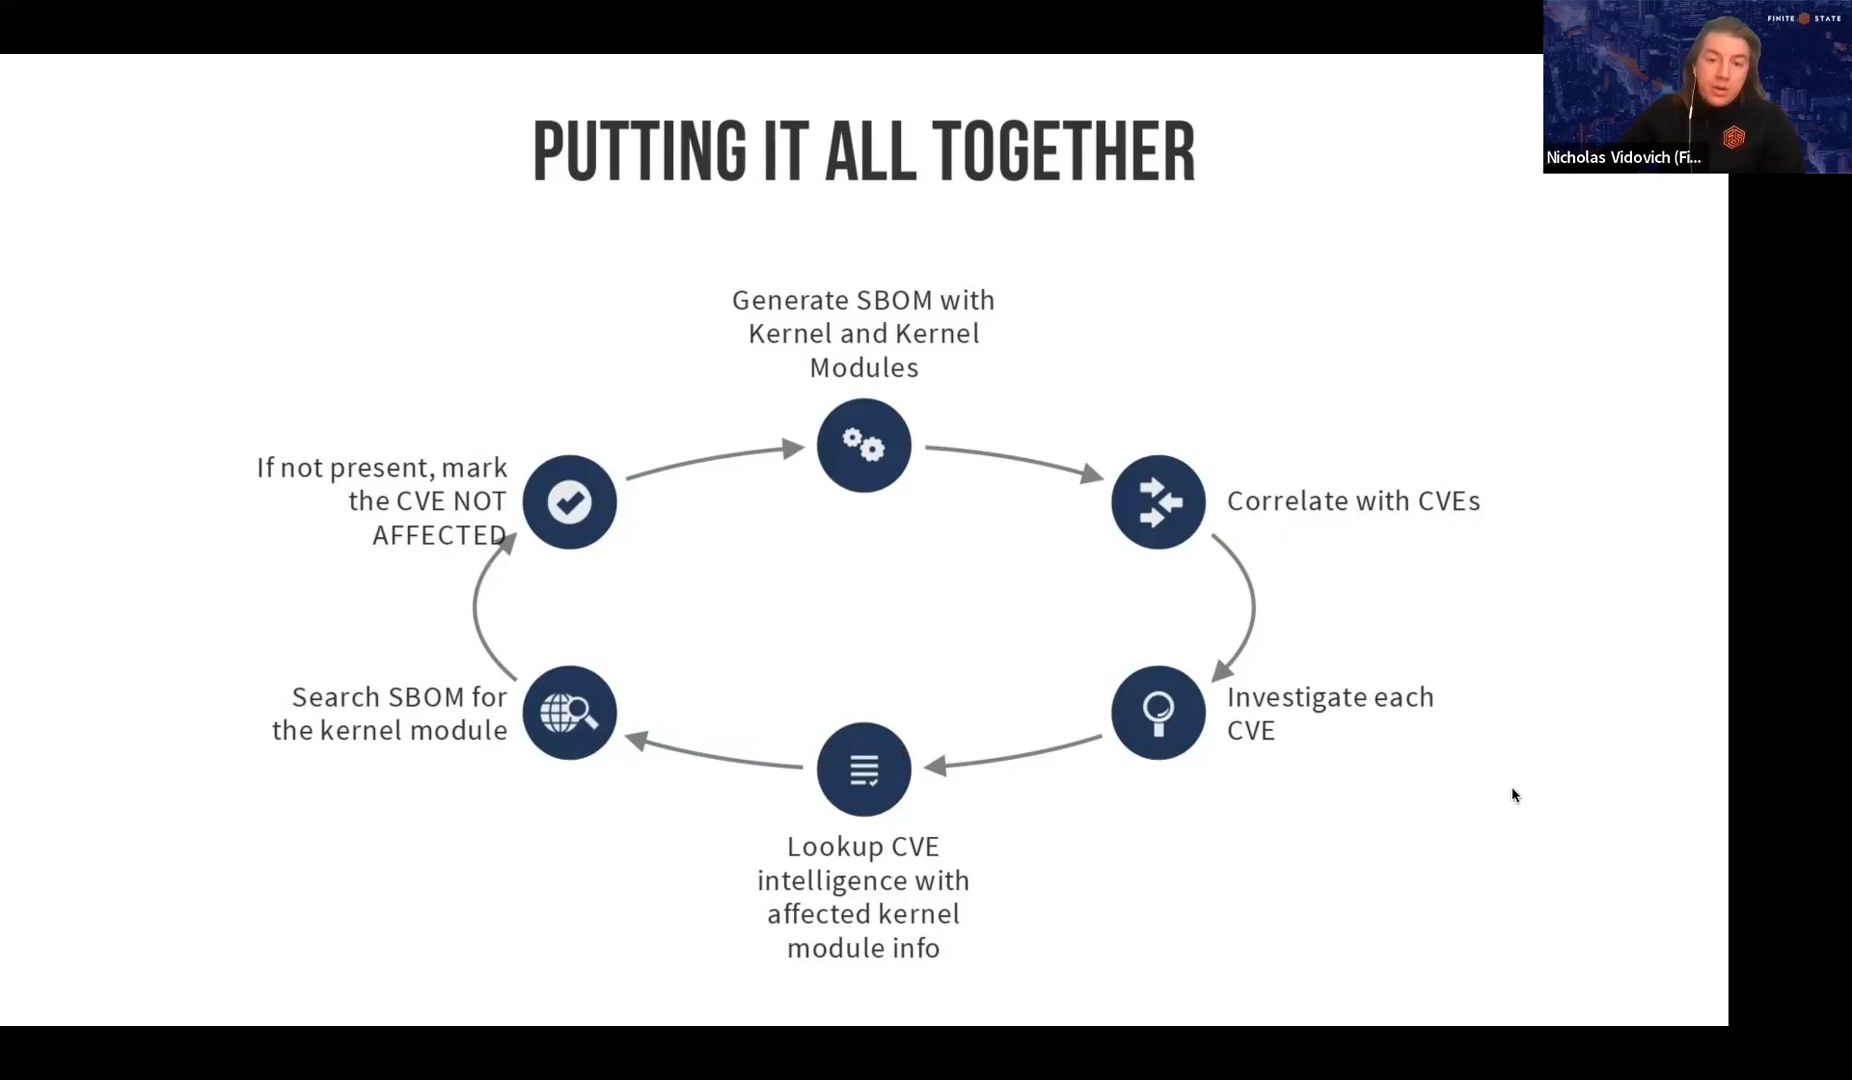 FINITE STATE
Nicholas Vidovich (Fi...
PUTTING IT ALL TOGETHER
Generate SBOM with
Kernel and Kernel
Modules
Correlate with CVEs
Investigate each
CVE
Lookup CVE
intelligence with
affected kernel
module info
Search SBOM for
the kernel module
If not present, mark
the CVE NOT
AFFECTED